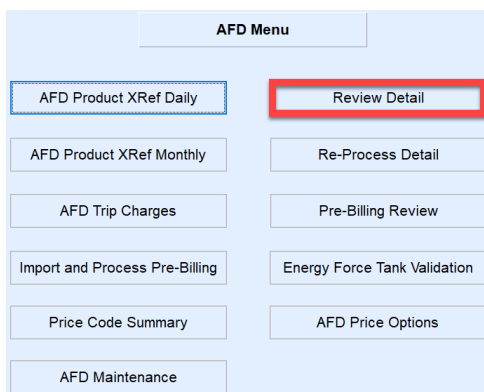 AFD Menu
AFD Product XRef Daily
Review Detail
AFD Product XRef Monthly
Re-Process Detail
AFD Trip Charges
Pre-Billing Review
Import and Process Pre-Billing
Energy Force Tank Validation
Price Code Summary
AFD Price Options
AFD Maintenance